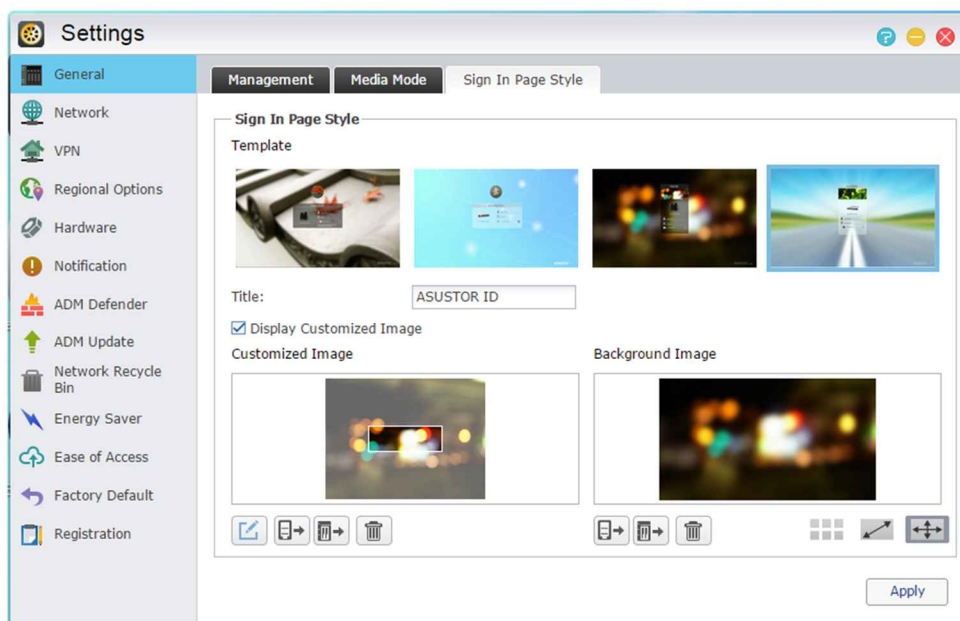 Settings
General
Network
VPN
Regional Options
Hardware
Notification
ADM Defender
ADM Update
Network Recycle
Bin
Energy Saver
Ease of Access
Factory Default
Registration
Management
Media Mode
Sign In Page Style
Sign In Page Style
Template
Title:
ASUSTOR ID
Display Customized Image
Customized Image
Background Image
Apply